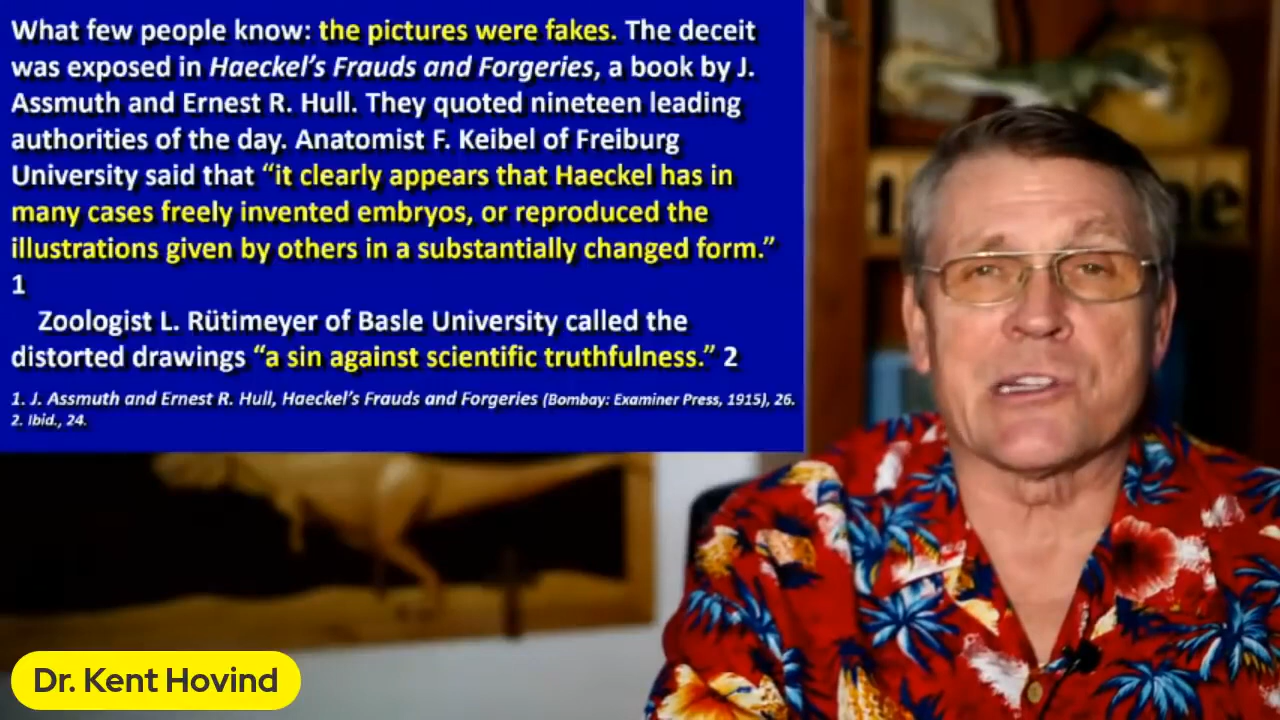 What few people know: the pictures were fakes. The deceit
was exposed in Haeckel's Frauds and Forgeries, a book by J.
Assmuth and Ernest R. Hull. They quoted nineteen leading
authorities of the day. Anatomist F. Keibel of Freiburg
University said that “it clearly appears that Haeckel has in
many cases freely invented embryos, or reproduced the
illustrations given by others in a substantially changed form.”
1
Zoologist L. Rütimeyer of Basle University called the
distorted drawings “a sin against scientific truthfulness.” 2
1. J. Assmuth and Ernest R. Hull, Haeckel's Frauds and Forgeries (Bombay: Examiner Press, 1915), 26.
2. Ibid., 24.
Dr. Kent Hovind